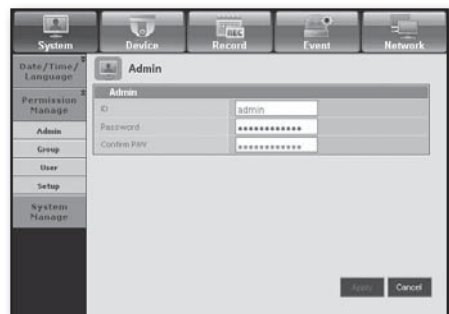 System Device REC Record Event Network
Date/Time/
Language
Admin
Permission
Manage
Admin
ID admin
Password ************
Confirm P/W ************
Admin
Group
User
Setup
System
Manage
Apply Cancel